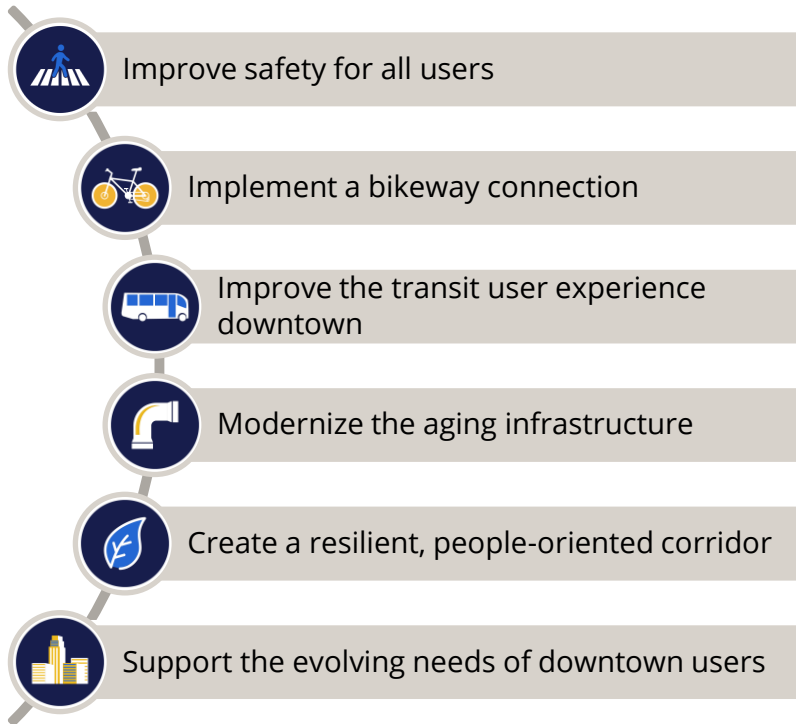 Improve safety for all users
Implement a bikeway connection
Improve the transit user experience
downtown
Modernize the aging infrastructure
Create a resilient, people-oriented corridor
Support the evolving needs of downtown users